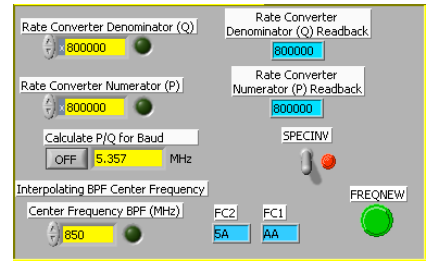 Rate Converter Denominator (Q)
x 800000
Rate Converter
Denominator (Q) Readback
800000
Rate Converter Numerator (P)
x 800000
Rate Converter
Numerator (P) Readback
800000
Calculate P/Q for Baud
OFF 5.357 MHz
SPECINV
Interpolating BPF Center Frequency
Center Frequency BPF (MHz)
850
FC2 FC1
5A AA
FREQNEW